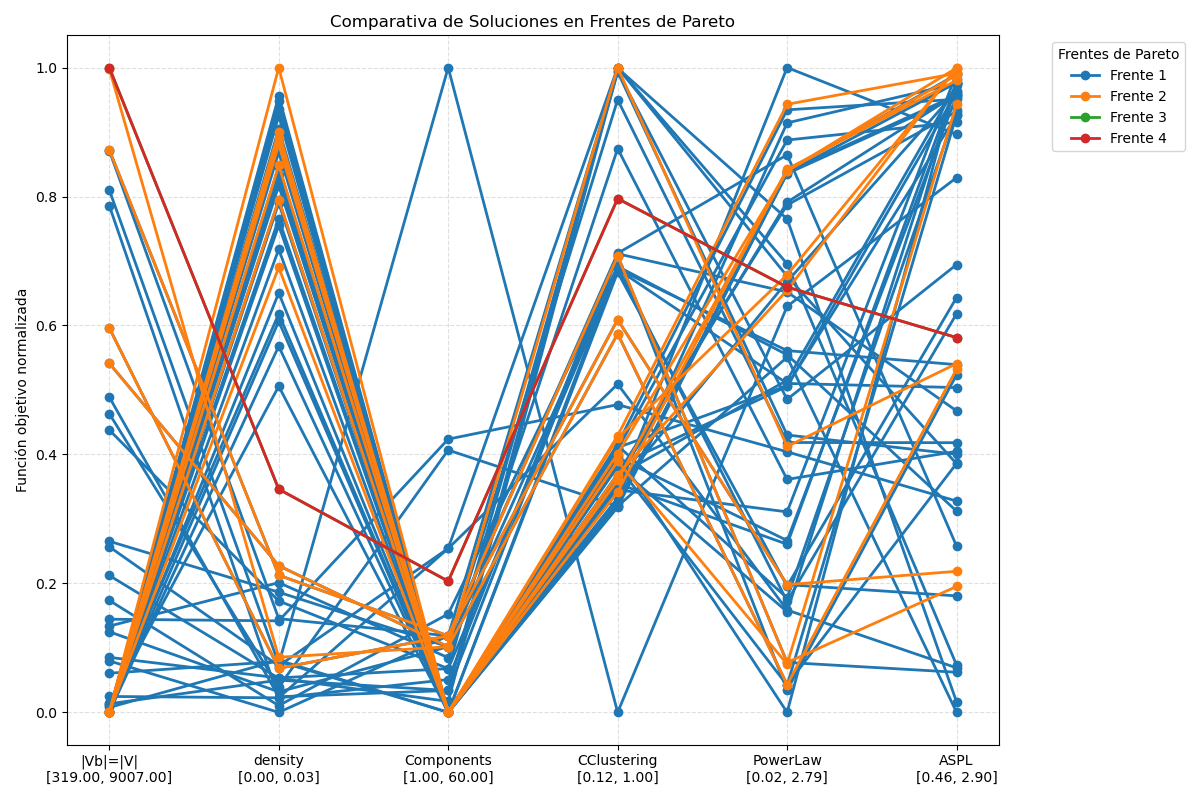 Comparativa de Soluciones en Frentes de Pareto
Función objetivo normalizada
1.0
0.8
0.6
0.4
0.2
0.0
|Vb|=|V|
[319.00, 9007.00]
density
[0.00, 0.03]
Components
[1.00, 60.00]
CClustering
[0.12, 1.00]
PowerLaw
[0.02, 2.79]
ASPL
[0.46, 2.90]
Frentes de Pareto
Frente 1
Frente 2
Frente 3
Frente 4